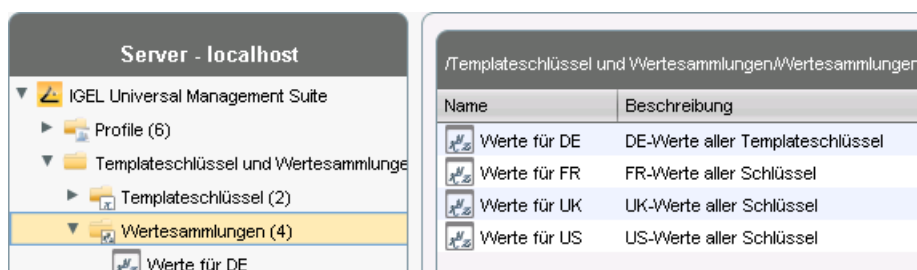 Server - localhost
IGEL Universal Management Suite
Profile (6)
Templateschlüssel und Wertesammlunge
Templateschlüssel (2)
Wertesammlungen (4)
Werte für DE
/Templateschlüssel und Wertesammlungen/Wertesammlungen
Name Beschreibung
Werte für DE DE-Werte aller Templateschlüssel
Werte für FR FR-Werte aller Schlüssel
Werte für UK UK-Werte aller Schlüssel
Werte für US US-Werte aller Schlüssel